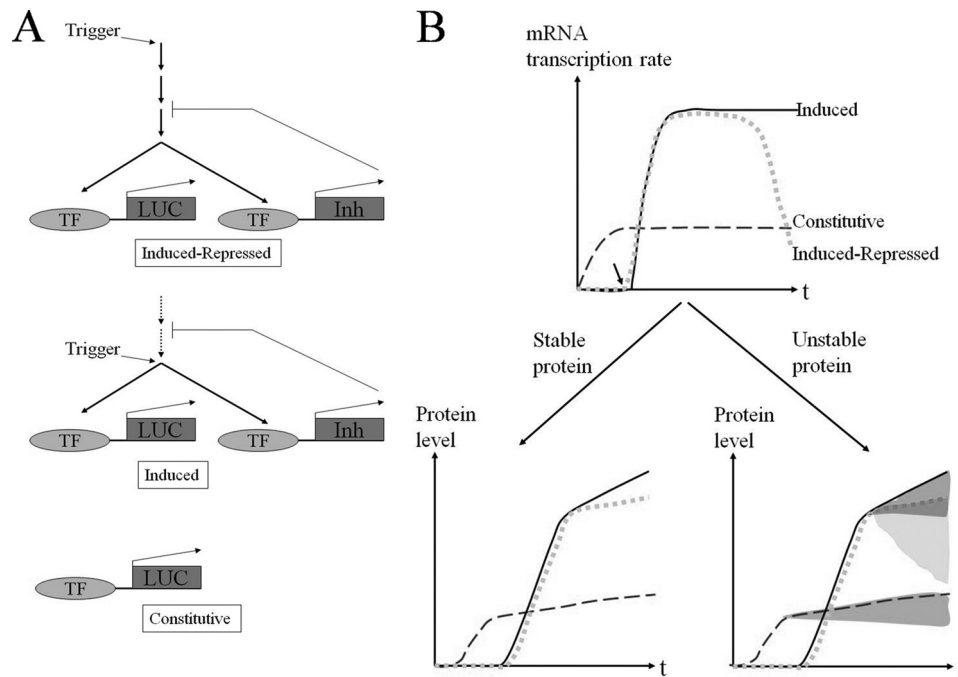 A
Trigger
TF
LUC
TF
Inh
Induced-Repressed
Trigger
TF
LUC
TF
Inh
Induced
TF
LUC
Constitutive
B
mRNA
transcription rate
Induced
Constitutive
Induced-Repressed
t
Stable
protein
Unstable
protein
Protein
level
t
Protein
level